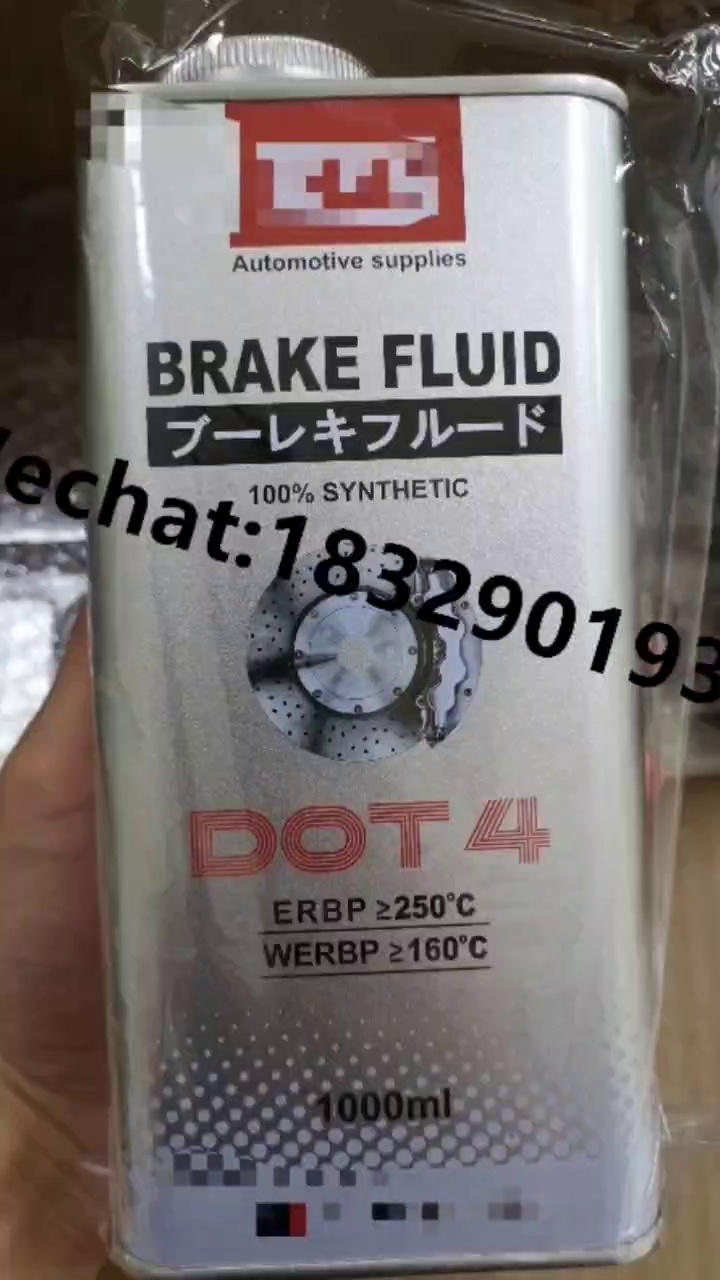 Automotive supplies
BRAKE FLUID
ブーレキフルード
100% SYNTHETIC
echat:183290193
DOT 4
ERBP ≥250°C
WERBP ≥160°C
1000ml